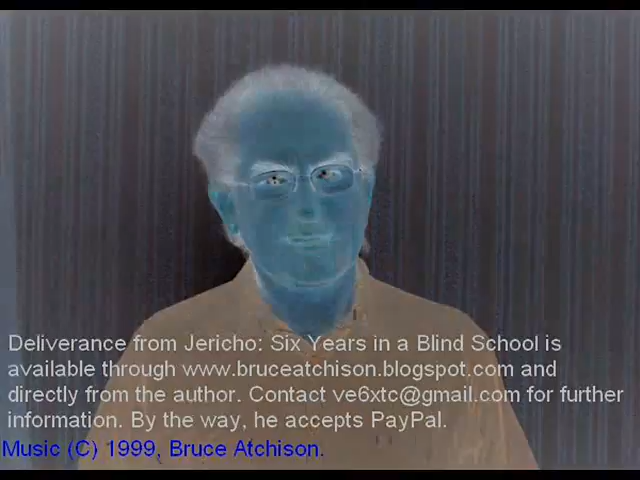 Deliverance from Jericho: Six Years in a Blind School is
available through www.bruceatchison.blogspot.com and
directly from the author. Contact ve6xtc@gmail.com for further
information. By the way, he accepts PayPal.
Music (C) 1999, Bruce Atchison.